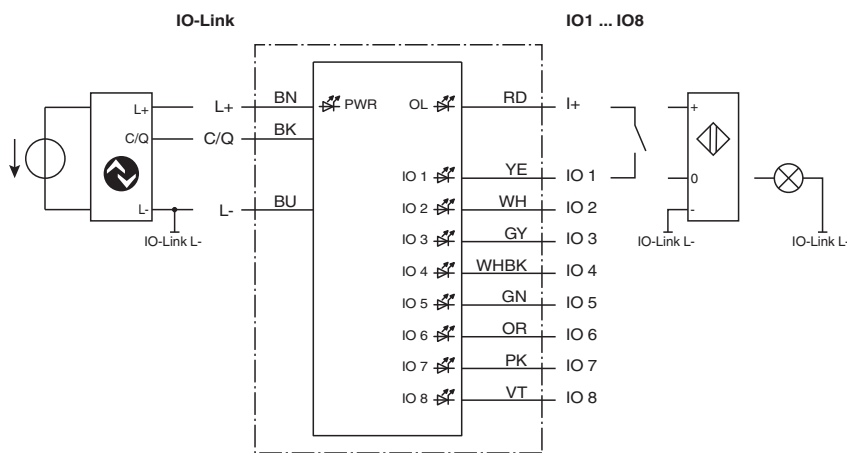 IO-Link IO1 ... IO8
L+ L+ BN PWR OL RD I+ +
C/Q C/Q BK
IO 1 YE IO 1 0
L- L- BU IO 2 WH IO 2 -
IO-Link L- IO 3 GY IO 3 IO-Link L- IO-Link L-
IO 4 WHBK IO 4
IO 5 GN IO 5
IO 6 OR IO 6
IO 7 PK IO 7
IO 8 VT IO 8